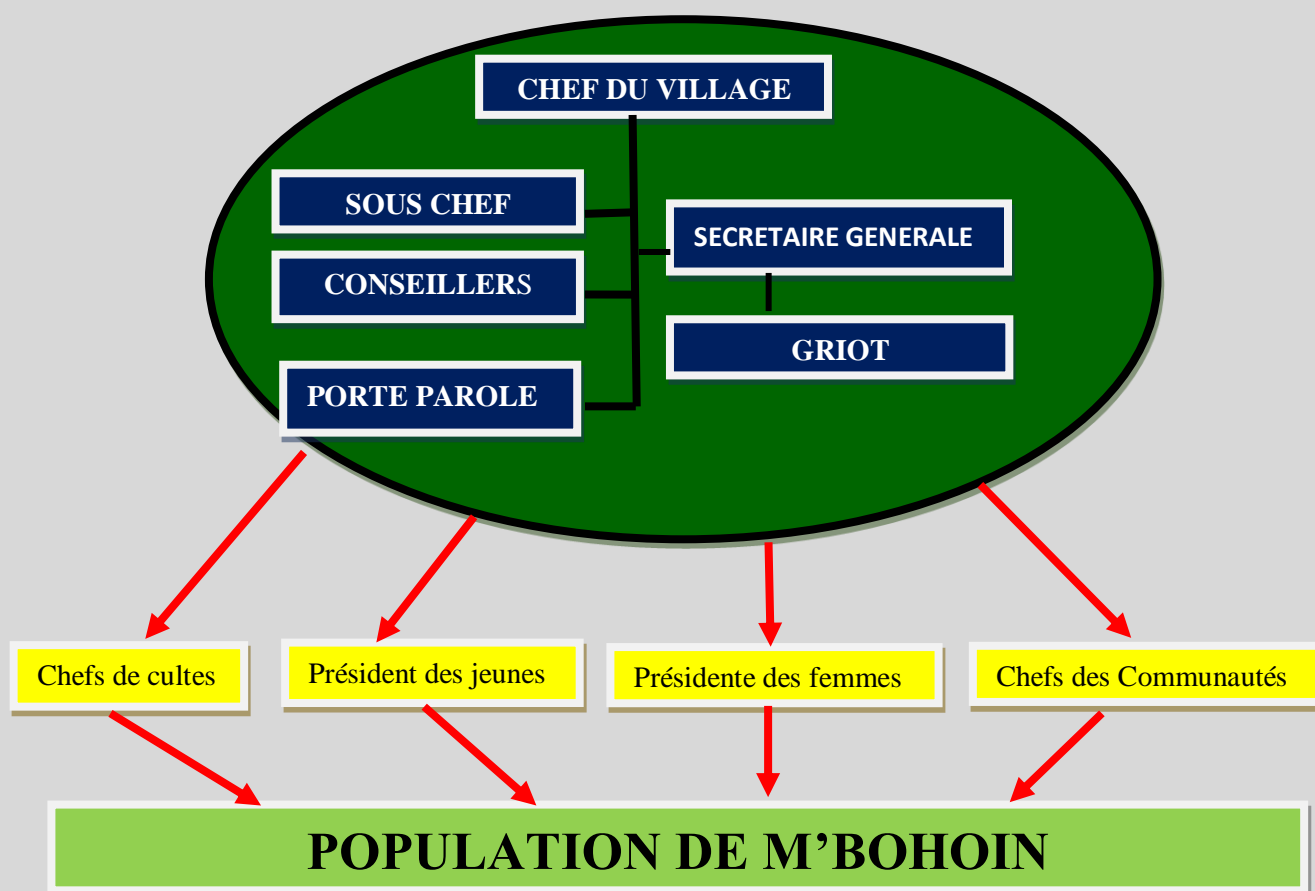 CHEF DU VILLAGE
SOUS CHEF
SECRETAIRE GENERALE
CONSEILLERS
GRIOT
PORTE PAROLE
Chefs de cultes
Président des jeunes
Présidente des femmes
Chefs des Communautés
POPULATION DE M’BOHOIN